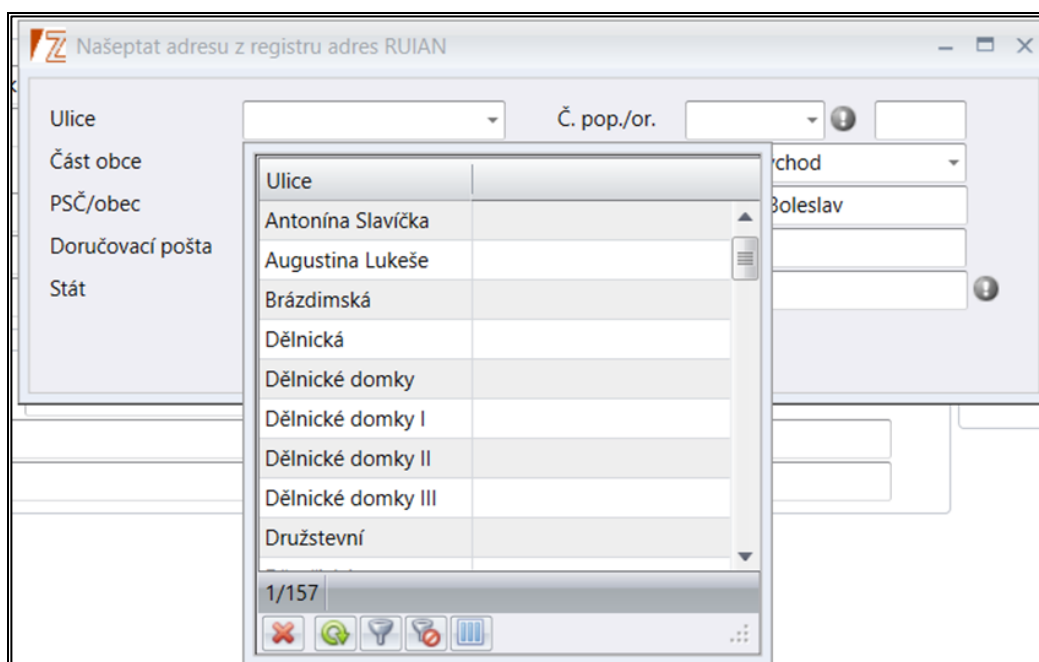 Našeptat adresu z registru adres RUIAN
Ulice
Č. pop./or.
Část obce
ýchod
PSČ/obec
Boleslav
Doručovací pošta
Stát
Ulice
Antonína Slavíčka
Augustina Lukeše
Brázdimská
Dělnická
Dělnické domky
Dělnické domky I
Dělnické domky II
Dělnické domky III
Družstevní
1/157